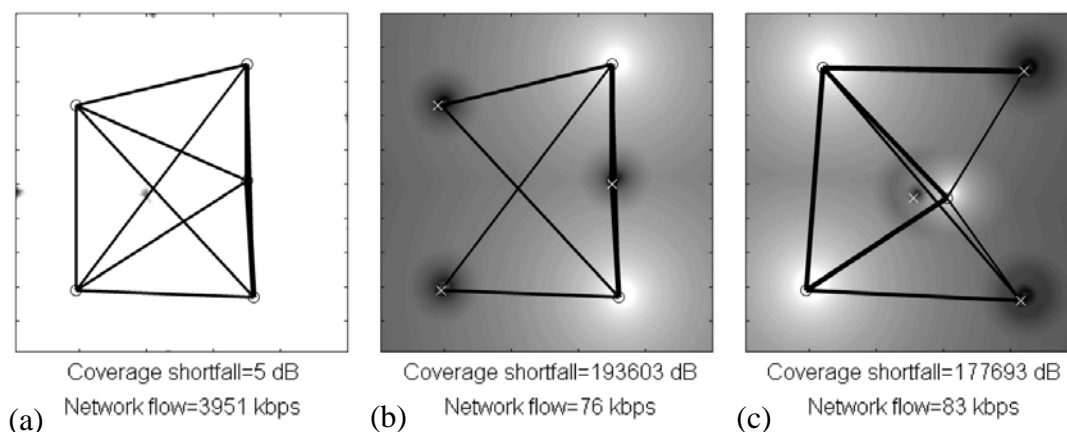 Coverage shortfall=5 dB
Network flow=3951 kbps
(a)
Coverage shortfall=193603 dB
Network flow=76 kbps
(b)
Coverage shortfall=177693 dB
Network flow=83 kbps
(c)